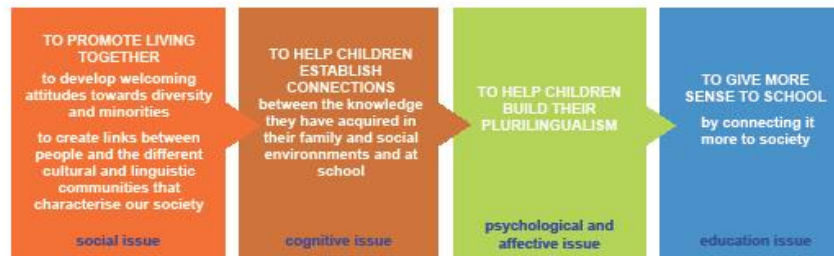 TO PROMOTE LIVING
TOGETHER
to develop welcoming
attitudes towards diversity
and minorities
to create links between
people and the different
cultural and linguistic
communities that
characterise our society
social issue
TO HELP CHILDREN
ESTABLISH
CONNECTIONS
between the knowledge
they have acquired in
their family and social
environnments and at
school
cognitive issue
TO HELP CHILDREN
BUILD THEIR
PLURILINGUALISM
psychological and
affective issue
TO GIVE MORE
SENSE TO SCHOOL
by connecting it
more to society
education issue